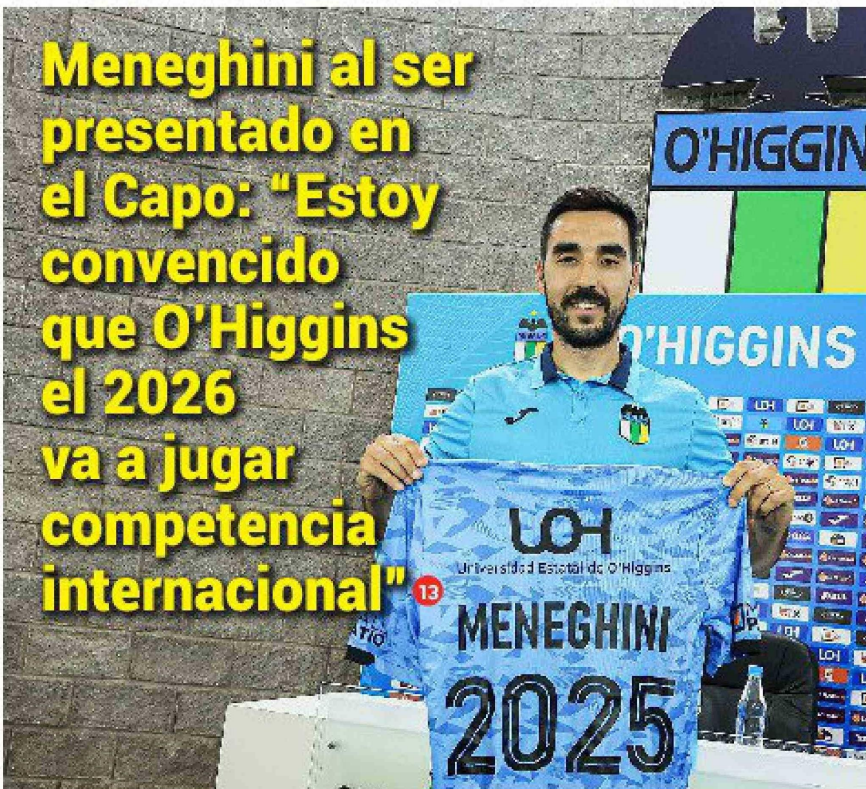 Meneghini al ser
presentado en
el Capo: “Estoy
convencido
que O'Higgins
el 2026
va a jugar
competencia
internacional”
13
O'HIGGIN
O'HIGGINS
UOH
Universidad Estatal de O'Higgins
MENEGHINI
2025